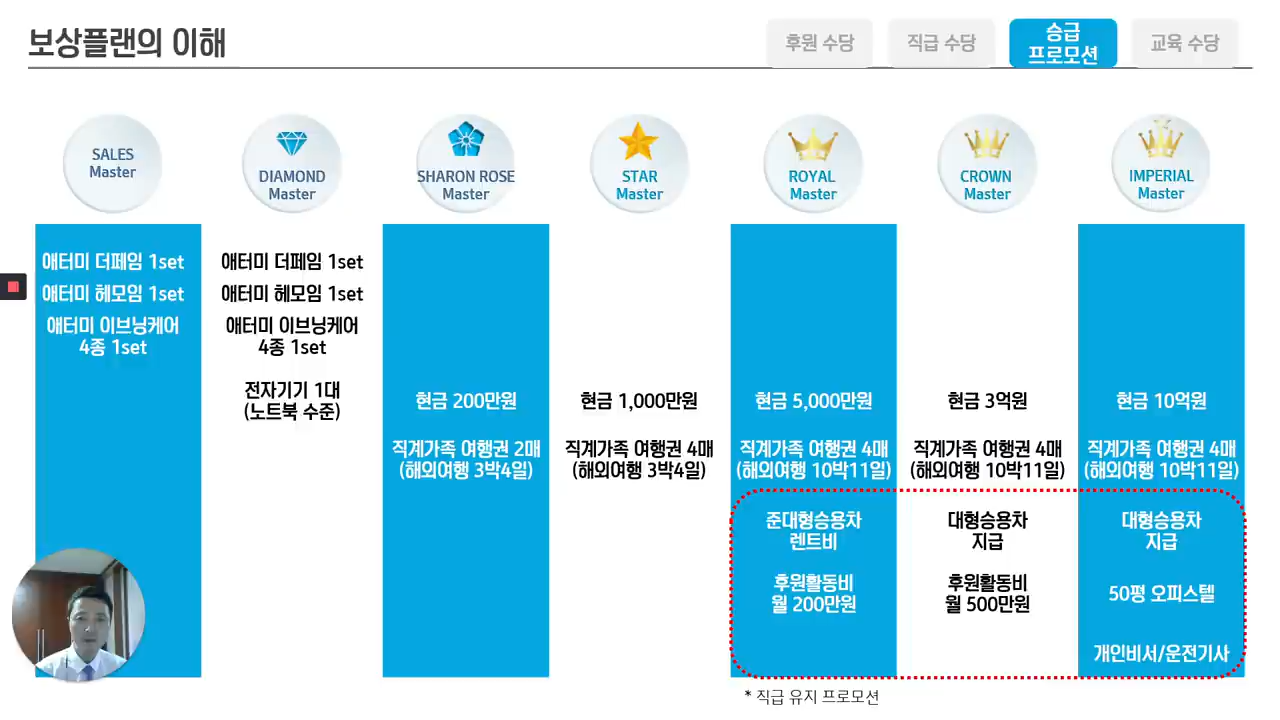 보상플랜의 이해
후원 수당
직급 수당
승급
프로모션
교육 수당
SALES
Master
DIAMOND
Master
SHARON ROSE
Master
STAR
Master
ROYAL
Master
CROWN
Master
IMPERIAL
Master
애터미 더페임 1set
애터미 헤모임 1set
애터미 이브닝케어
4종 1set
애터미 더페임 1set
애터미 헤모임 1set
애터미 이브닝케어
4종 1set
전자기기 1대
(노트북 수준)
현금 200만원
직계가족 여행권 2매
(해외여행 3박4일)
현금 1,000만원
직계가족 여행권 4매
(해외여행 3박4일)
현금 5,000만원
직계가족 여행권 4매
(해외여행 10박11일)
준대형승용차
렌트비
후원활동비
월 200만원
현금 3억원
직계가족 여행권 4매
(해외여행 10박11일)
대형승용차
지급
후원활동비
월 500만원
현금 10억원
직계가족 여행권 4매
(해외여행 10박11일)
대형승용차
지급
50평 오피스텔
개인비서/운전기사
* 직급 유지 프로모션